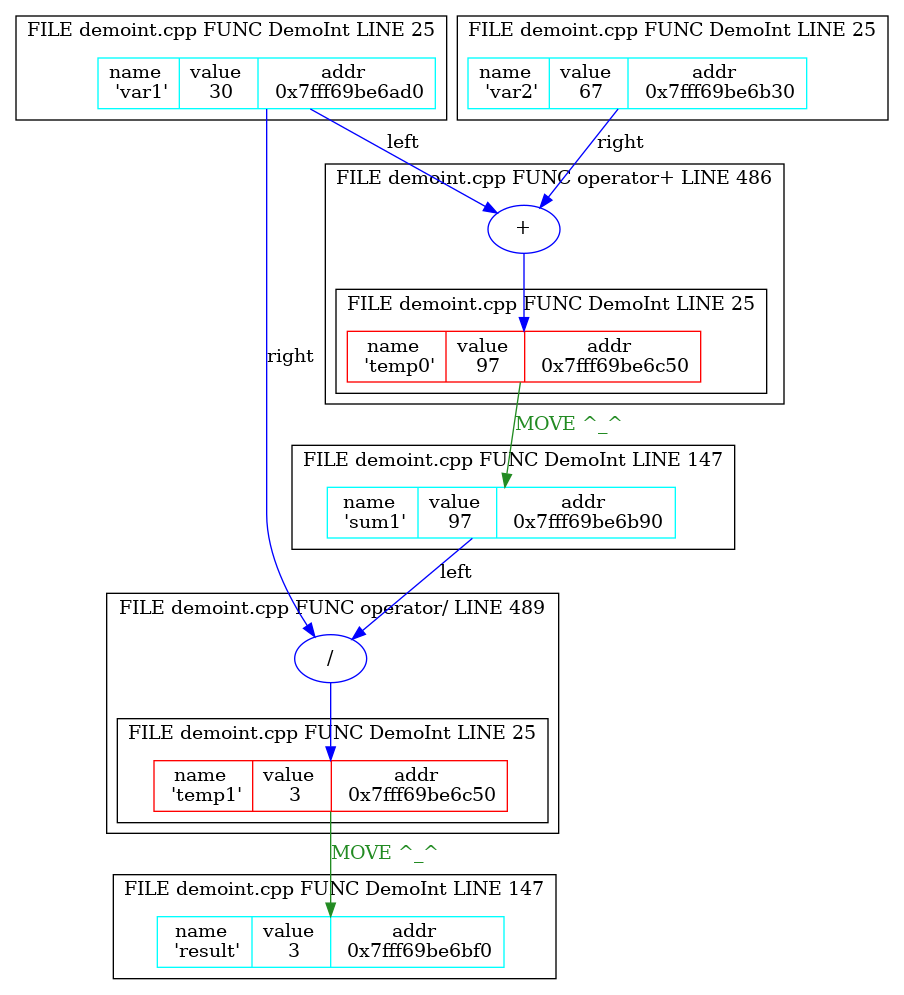 FILE demoint.cpp FUNC DemoInt LINE 25
name value addr
'var1' 30 0x7fff69be6ad0
FILE demoint.cpp FUNC DemoInt LINE 25
name value addr
'var2' 67 0x7fff69be6b30
left
right
FILE demoint.cpp FUNC operator+ LINE 486
+
FILE demoint.cpp FUNC DemoInt LINE 25
name value addr
'temp0' 97 0x7fff69be6c50
right
MOVE ^_^
FILE demoint.cpp FUNC DemoInt LINE 147
name value addr
'sum1' 97 0x7fff69be6b90
left
FILE demoint.cpp FUNC operator/ LINE 489
/
FILE demoint.cpp FUNC DemoInt LINE 25
name value addr
'temp1' 3 0x7fff69be6c50
MOVE ^_^
FILE demoint.cpp FUNC DemoInt LINE 147
name value addr
'result' 3 0x7fff69be6bf0